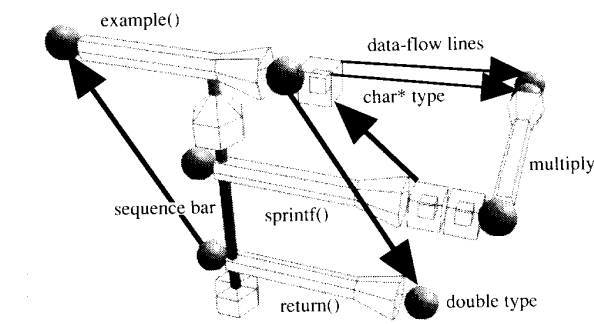 example()
data-flow lines
char* type
multiply
sequence bar
sprintf()
return()
double type